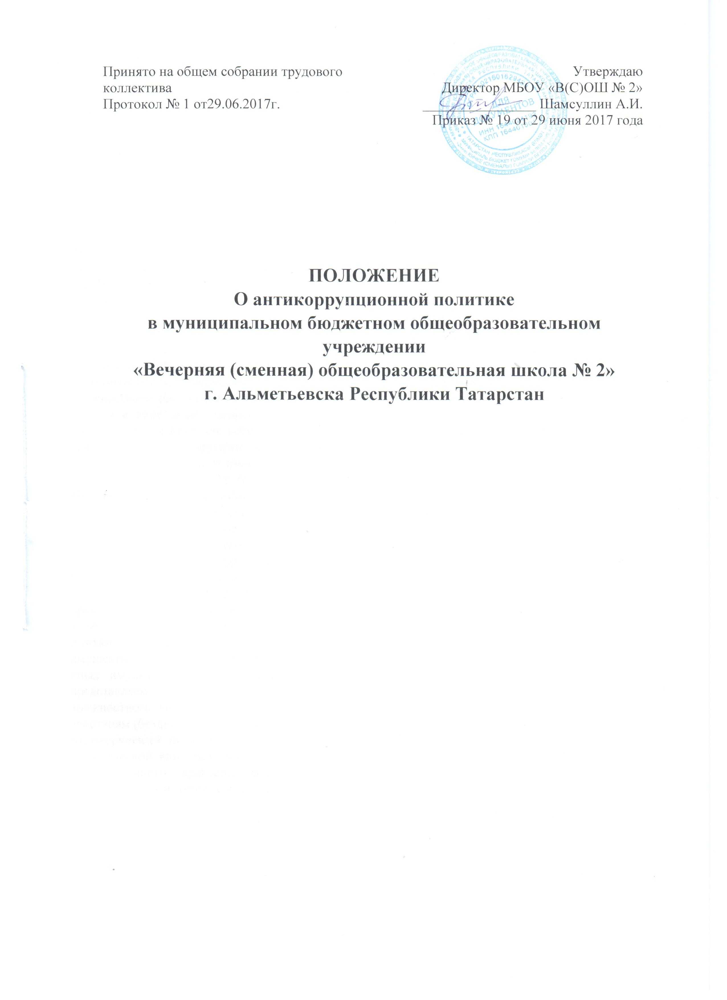 Принято на общем собрании трудового
коллектива
Протокол № 1 от29.06.2017г.
Утверждаю
Директор МБОУ «В(С)ОШ № 2»
Шамсуллин А.И.
Приказ № 19 от 29 июня 2017 года
ДЛЯ
ДОКУМЕНТОВ
ПОЛОЖЕНИЕ
О антикоррупционной политике
в муниципальном бюджетном общеобразовательном
учреждении
«Вечерняя (сменная) общеобразовательная школа № 2»
г. Альметьевска Республики Татарстан